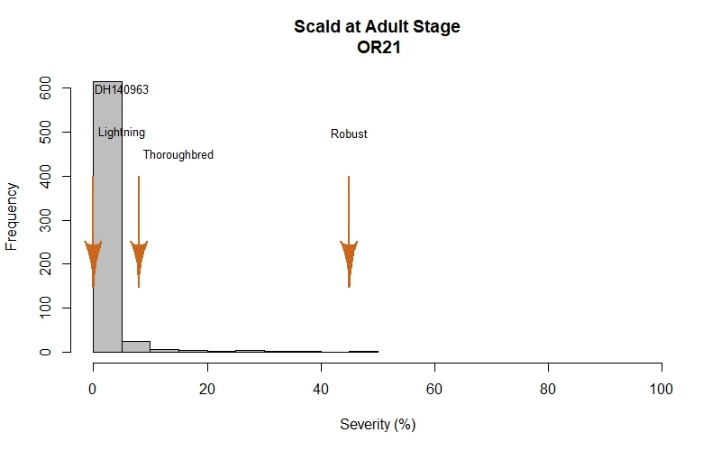 Scald at Adult Stage
OR21
DH140963
Lightning
Thoroughbred
Robust
Frequency
600
500
400
300
200
100
0
0 20 40 60 80 100
Severity (%)